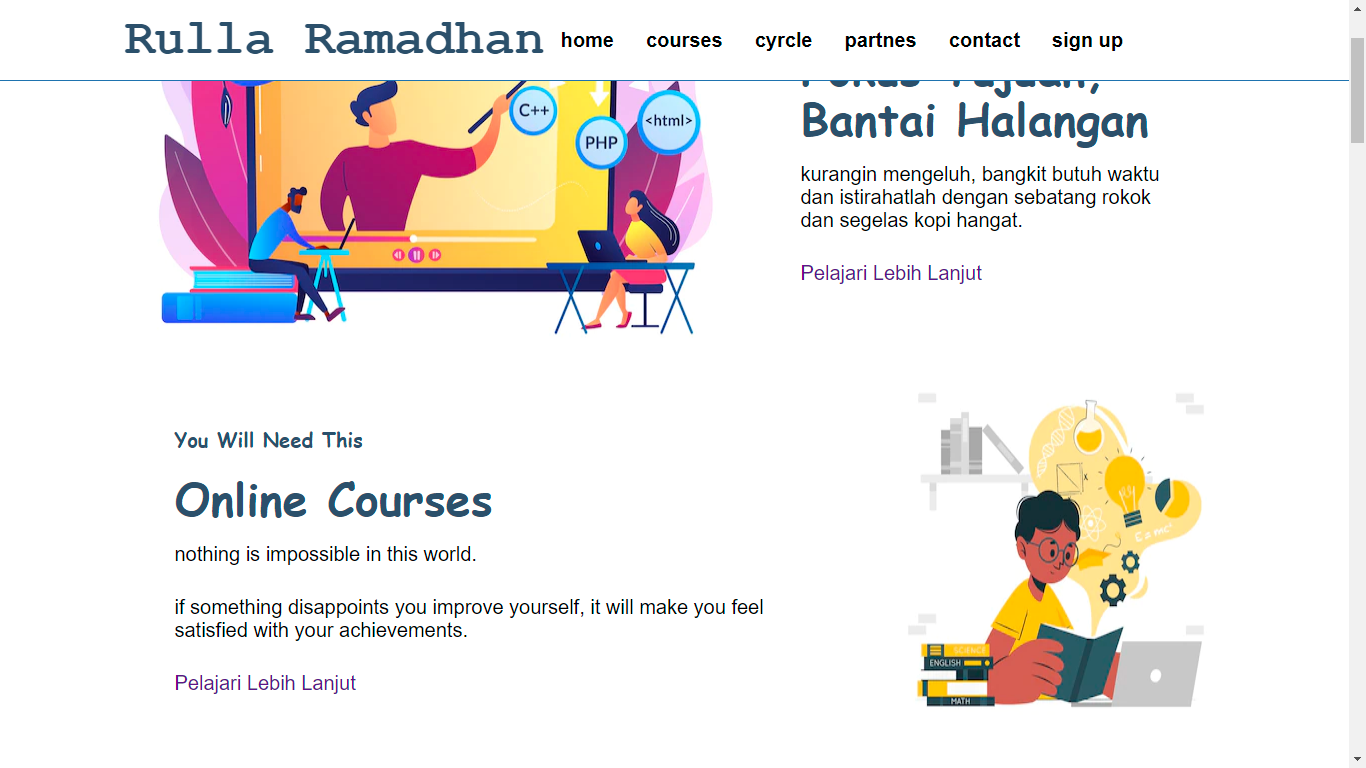 Rulla Ramadhan
home courses cyrcle partnes contact sign up
Bantai Halangan
kurangin mengeluh, bangkit butuh waktu
dan istirahatlah dengan sebatang rokok
dan segelas kopi hangat.
Pelajari Lebih Lanjut
C++
PHP
<html>
You Will Need This
Online Courses
nothing is impossible in this world.
if something disappoints you improve yourself, it will make you feel
satisfied with your achievements.
Pelajari Lebih Lanjut
x
SCIENCE
ENGLISH
MATH